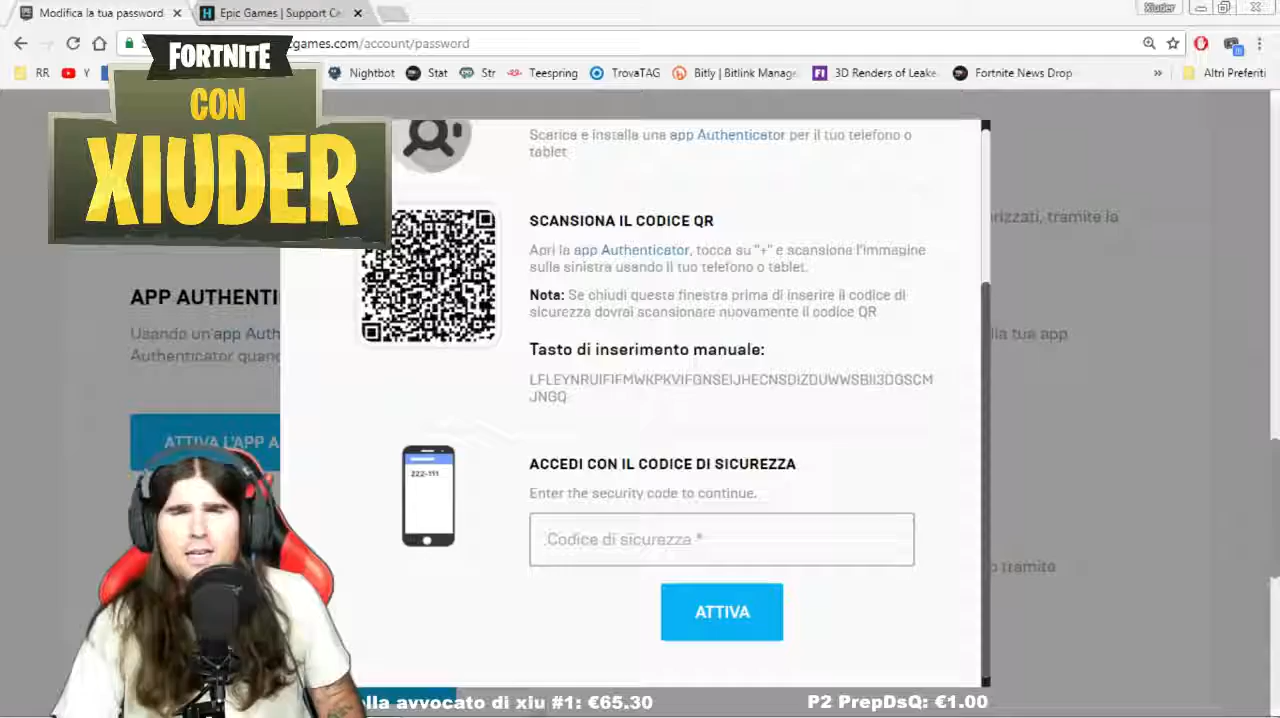 Modifica la tua password
Epic Games | Support Ce
Xiuder
games.com/account/password
RR
Y
Nightbot
Stat
Str
Teespring
TrovaTAG
Bitly | Bitlink Manage
3D Renders of Leake
Fortnite News Drop
»
Altri Preferiti
FORTNITE
CON
XIUDER
Scarica e installa una app Authenticator per il tuo telefono o
tablet
SCANSIONA IL CODICE QR
Apri la app Authenticator, tocca su "+" e scansiona l'immagine
sulla sinistra usando il tuo telefono o tablet.
Nota: Se chiudi questa finestra prima di inserire il codice di
sicurezza dovrai scansionare nuovamente il codice QR
rizzati, tramite la
APP AUTHENTI
Usando un'app Auth
Authenticator quand
lla tua app
Tasto di inserimento manuale:
JNGQ
ATTIVA L'APP A
222-111
ACCEDI CON IL CODICE DI SICUREZZA
Enter the security code to continue.
Codice di sicurezza *
o tramite
ATTIVA
olla avvocato di xiu #1: €65.30
P2 PrepDsQ: €1.00